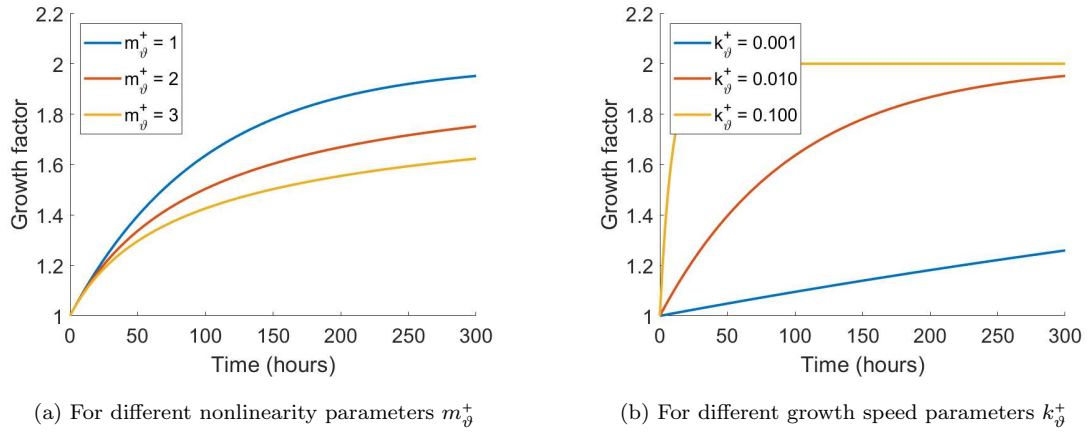 2.2
2
1.8
1.6
1.4
1.2
1
Growth factor
m⁺_ϑ = 1
m⁺_ϑ = 2
m⁺_ϑ = 3
0 50 100 150 200 250 300
Time (hours)
(a) For different nonlinearity parameters m⁺_ϑ
2.2
2
1.8
1.6
1.4
1.2
1
Growth factor
k⁺_ϑ = 0.001
k⁺_ϑ = 0.010
k⁺_ϑ = 0.100
0 50 100 150 200 250 300
Time (hours)
(b) For different growth speed parameters k⁺_ϑ